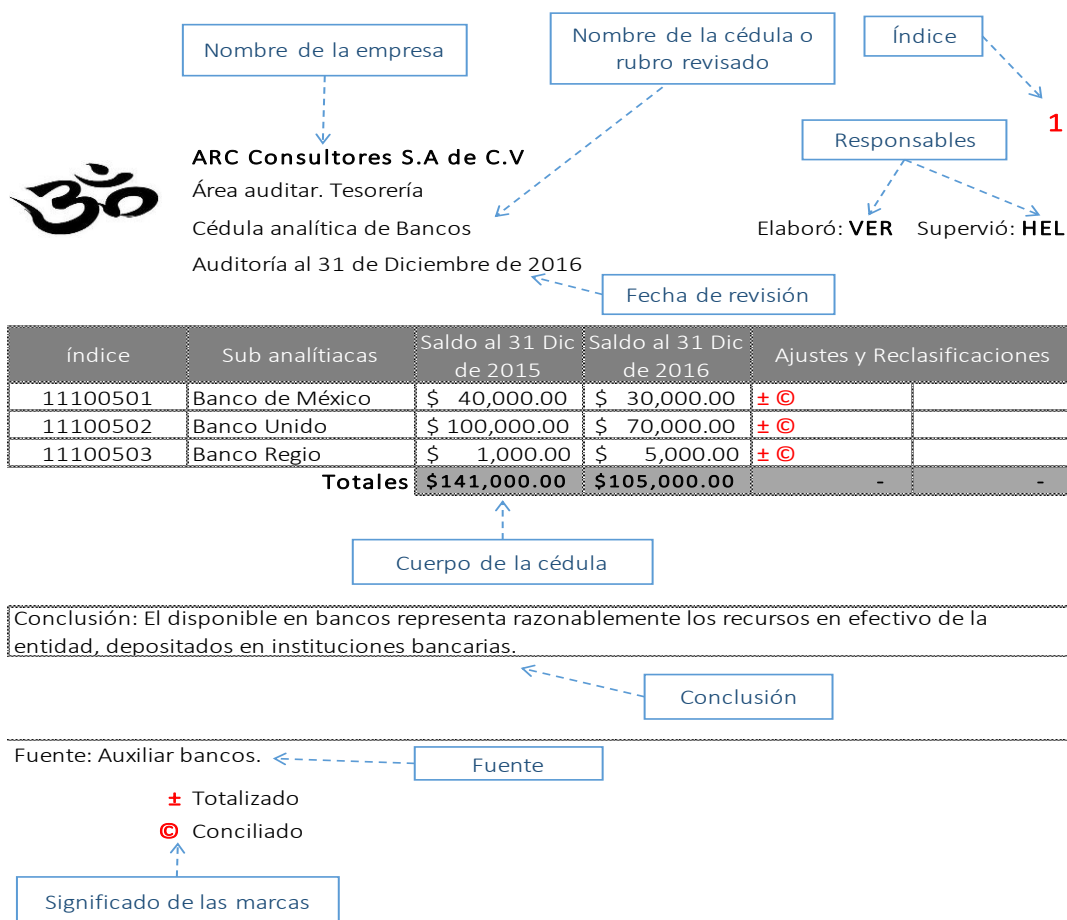 Nombre de la empresa
Nombre de la cédula o
rubro revisado
Índice
1
Responsables
ARC Consultores S.A de C.V
Área auditar. Tesorería
Cédula analítica de Bancos
Elaboró: VER Supervió: HEL
Auditoría al 31 de Diciembre de 2016
Fecha de revisión
índice Sub analítiacas Saldo al 31 Dic de 2015 Saldo al 31 Dic de 2016 Ajustes y Reclasificaciones
11100501 Banco de México $ 40,000.00 $ 30,000.00 ± ©
11100502 Banco Unido $ 100,000.00 $ 70,000.00 ± ©
11100503 Banco Regio $ 1,000.00 $ 5,000.00 ± ©
Totales $141,000.00 $105,000.00 - -
Cuerpo de la cédula
Conclusión: El disponible en bancos representa razonablemente los recursos en efectivo de la
entidad, depositados en instituciones bancarias.
Conclusión
Fuente: Auxiliar bancos.
Fuente
± Totalizado
© Conciliado
Significado de las marcas
ॐ